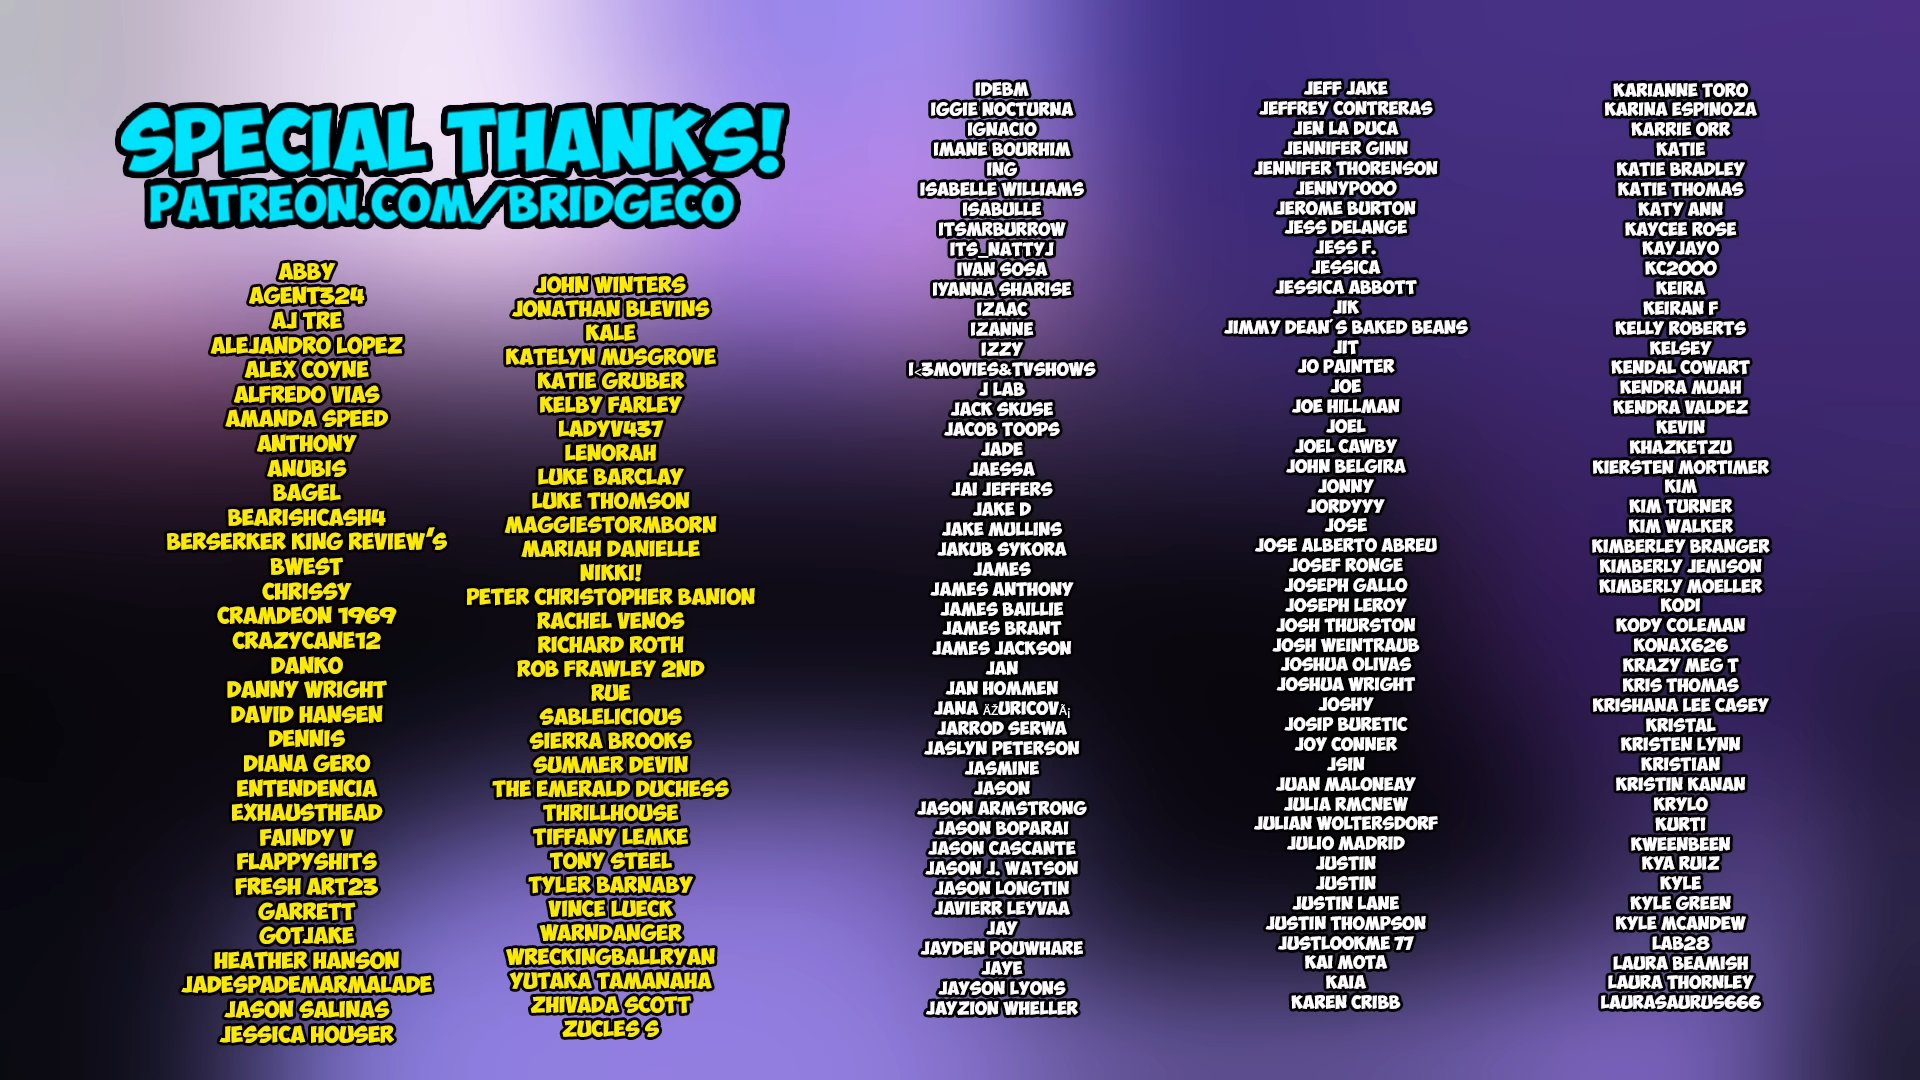 SPECIAL THANKS!
PATREON.COM/BRIDGECO
ABBY
AGENT324
AJ TRE
ALEJANDRO LOPEZ
ALEX COYNE
ALFREDO VIAS
AMANDA SPEED
ANTHONY
ANUBIS
BAGEL
BEARISHCASH4
BERSERKER KING REVIEW'S
BWEST
CHRISSY
CRAMDEON 1969
CRAZYCANE12
DANKO
DANNY WRIGHT
DAVID HANSEN
DENNIS
DIANA GERO
ENTENDENCIA
EXHAUSTHEAD
FAINDY V
FLAPPYSHITS
FRESH ART23
GARRETT
GOTJAKE
HEATHER HANSON
JADESPADEMARMALADE
JASON SALINAS
JESSICA HOUSER
JOHN WINTERS
JONATHAN BLEVINS
KALE
KATELYN MUSGROVE
KATIE GRUBER
KELBY FARLEY
LADYV437
LENORAH
LUKE BARCLAY
LUKE THOMSON
MAGGIESTORMBORN
MARIAH DANIELLE
NIKKI!
PETER CHRISTOPHER BANION
RACHEL VENOS
RICHARD ROTH
ROB FRAWLEY 2ND
RUE
SABLELICIOUS
SIERRA BROOKS
SUMMER DEVIN
THE EMERALD DUCHESS
THRILLHOUSE
TIFFANY LEMKE
TONY STEEL
TYLER BARNABY
VINCE LUECK
WARNDANGER
WRECKINGBALLRYAN
YUTAKA TAMANAHA
ZHIVADA SCOTT
ZUCLES S
IDEBM
IGGIE NOCTURNA
IGNACIO
IMANE BOURHIM
ING
ISABELLE WILLIAMS
ISABULLE
ITSMRBURROW
ITS_NATTYJ
IVAN SOSA
IYANNA SHARISE
IZAAC
IZANNE
IZZY
I<3MOVIES&TVSHOWS
J LAB
JACK SKUSE
JACOB TOOPS
JADE
JAESSA
JAI JEFFERS
JAKE D
JAKE MULLINS
JAKUB SYKORA
JAMES
JAMES ANTHONY
JAMES BAILLIE
JAMES BRANT
JAMES JACKSON
JAN
JAN HOMMEN
JANA ÄŽURICOVÃ¡
JARROD SERWA
JASLYN PETERSON
JASMINE
JASON
JASON ARMSTRONG
JASON BOPARAI
JASON CASCANTE
JASON J. WATSON
JASON LONGTIN
JAVIERR LEYVAA
JAY
JAYDEN POUWHARE
JAYE
JAYSON LYONS
JAYZION WHELLER
JEFF JAKE
JEFFREY CONTRERAS
JEN LA DUCA
JENNIFER GINN
JENNIFER THORENSON
JENNYPOOO
JEROME BURTON
JESS DELANGE
JESS F.
JESSICA
JESSICA ABBOTT
JIK
JIMMY DEAN'S BAKED BEANS
JIT
JO PAINTER
JOE
JOE HILLMAN
JOEL
JOEL CAWBY
JOHN BELGIRA
JONNY
JORDYYY
JOSE
JOSE ALBERTO ABREU
JOSEF RONGE
JOSEPH GALLO
JOSEPH LEROY
JOSH THURSTON
JOSH WEINTRAUB
JOSHUA OLIVAS
JOSHUA WRIGHT
JOSHY
JOSIP BURETIC
JOY CONNER
JSIN
JUAN MALONEAY
JULIA RMCNEW
JULIAN WOLTERSDORF
JULIO MADRID
JUSTIN
JUSTIN
JUSTIN LANE
JUSTIN THOMPSON
JUSTLOOKME 77
KAI MOTA
KAIA
KAREN CRIBB
KARIANNE TORO
KARINA ESPINOZA
KARRIE ORR
KATIE
KATIE BRADLEY
KATIE THOMAS
KATY ANN
KAYCEE ROSE
KAYJAYO
KC2000
KEIRA
KEIRAN F
KELLY ROBERTS
KELSEY
KENDAL COWART
KENDRA MUAH
KENDRA VALDEZ
KEVIN
KHAZKETZU
KIERSTEN MORTIMER
KIM
KIM TURNER
KIM WALKER
KIMBERLEY BRANGER
KIMBERLY JEMISON
KIMBERLY MOELLER
KODI
KODY COLEMAN
KONAX626
KRAZY MEG T
KRIS THOMAS
KRISHANA LEE CASEY
KRISTAL
KRISTEN LYNN
KRISTIAN
KRISTIN KANAN
KRYLO
KURTI
KWEENBEEN
KYA RUIZ
KYLE
KYLE GREEN
KYLE MCANDEW
LAB28
LAURA BEAMISH
LAURA THORNLEY
LAURASAURUS666